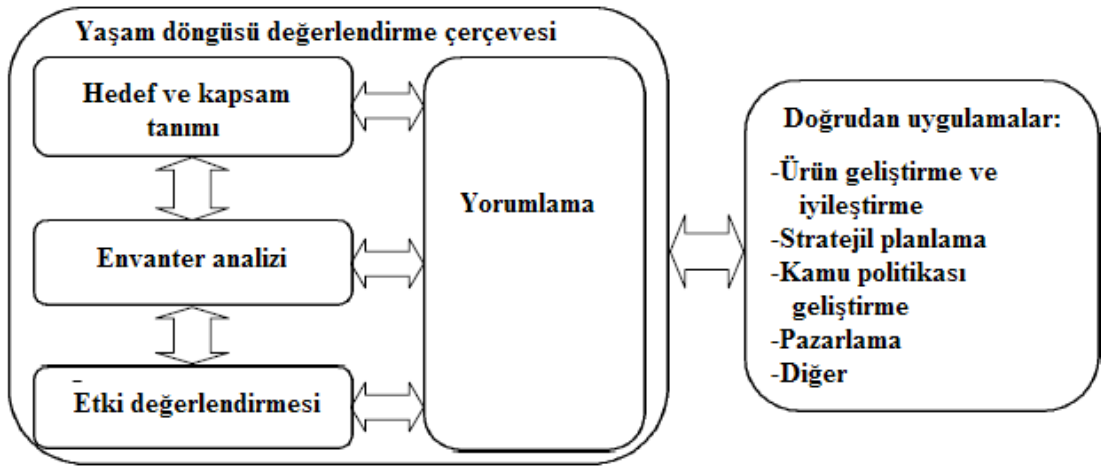 Yaşam döngüsü değerlendirme çerçevesi
Hedef ve kapsam
tanımı
Envanter analizi
Etki değerlendirmesi
Yorumlama
Doğrudan uygulamalar:
-Ürün geliştirme ve
iyileştirme
-Stratejil planlama
-Kamu politikası
geliştirme
-Pazarlama
-Diğer